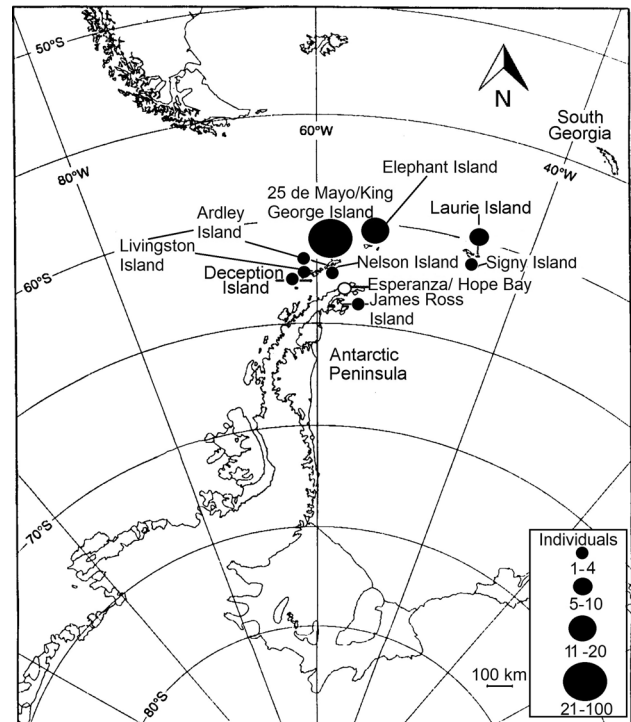 50°S
N
60°W
South
Georgia
80°W
40°W
Elephant Island
25 de Mayo/King
George Island
Ardley
Island
Laurie Island
Livingston
Island
Nelson Island
Signy Island
Deception
Island
60°S
Esperanza/ Hope Bay
James Ross
Island
Antarctic
Peninsula
70°S
80°S
100 km
Individuals
1-4
5-10
11-20
21-100